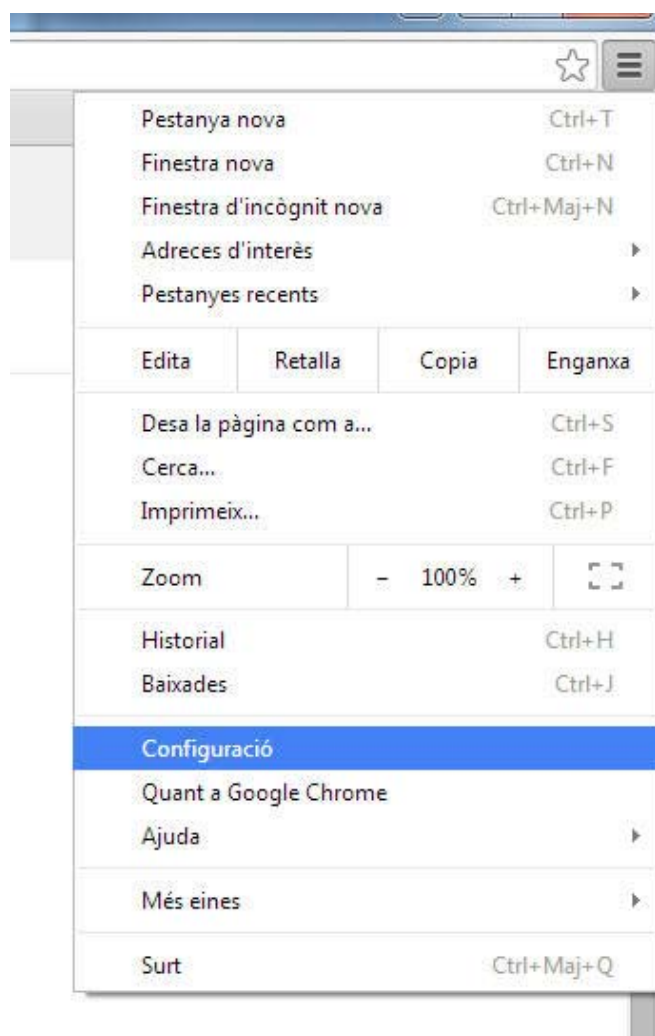 Pestanya nova Ctrl+T
Finestra nova Ctrl+N
Finestra d'incògnit nova Ctrl+Maj+N
Adreces d'interès
Pestanyes recents
Edita Retalla Copia Enganxa
Desa la pàgina com a... Ctrl+S
Cerca... Ctrl+F
Imprimeix... Ctrl+P
Zoom - 100% +
Historial Ctrl+H
Baixades Ctrl+J
Configuració
Quant a Google Chrome
Ajuda
Més eines
Surt Ctrl+Maj+Q